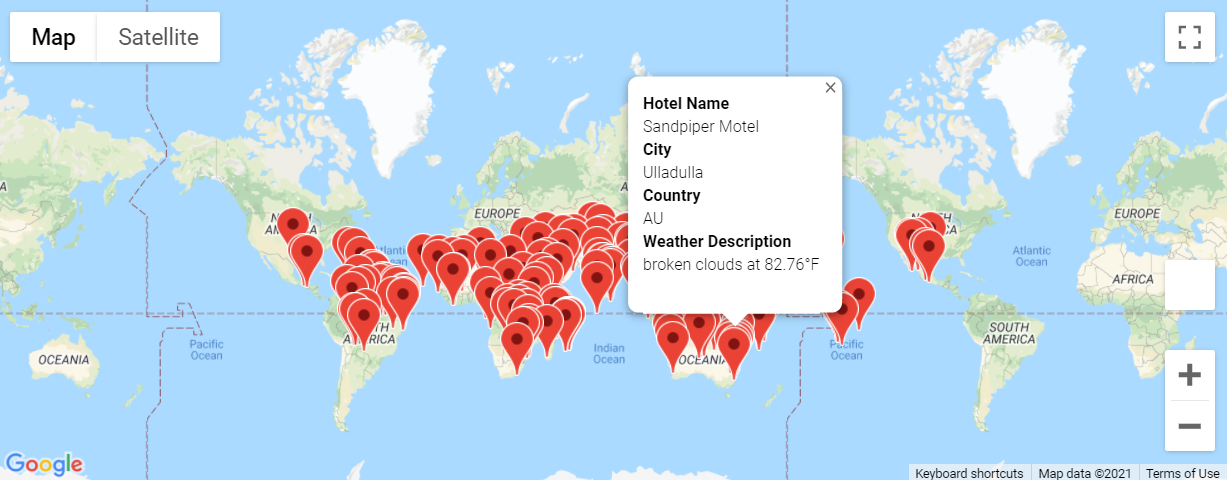 Map Satellite
Hotel Name
Sandpiper Motel
City
Ulladulla
Country
AU
Weather Description
broken clouds at 82.76°F
EUROPE
EUROPE
Atlantic
Ocean
AFRICA
Pacific
Ocean
Indian
Ocean
Pacific
Ocean
SOUTH
AMERICA
OCEANIA
OCEANIA
Google
Keyboard shortcuts Map data ©2021 Terms of Use